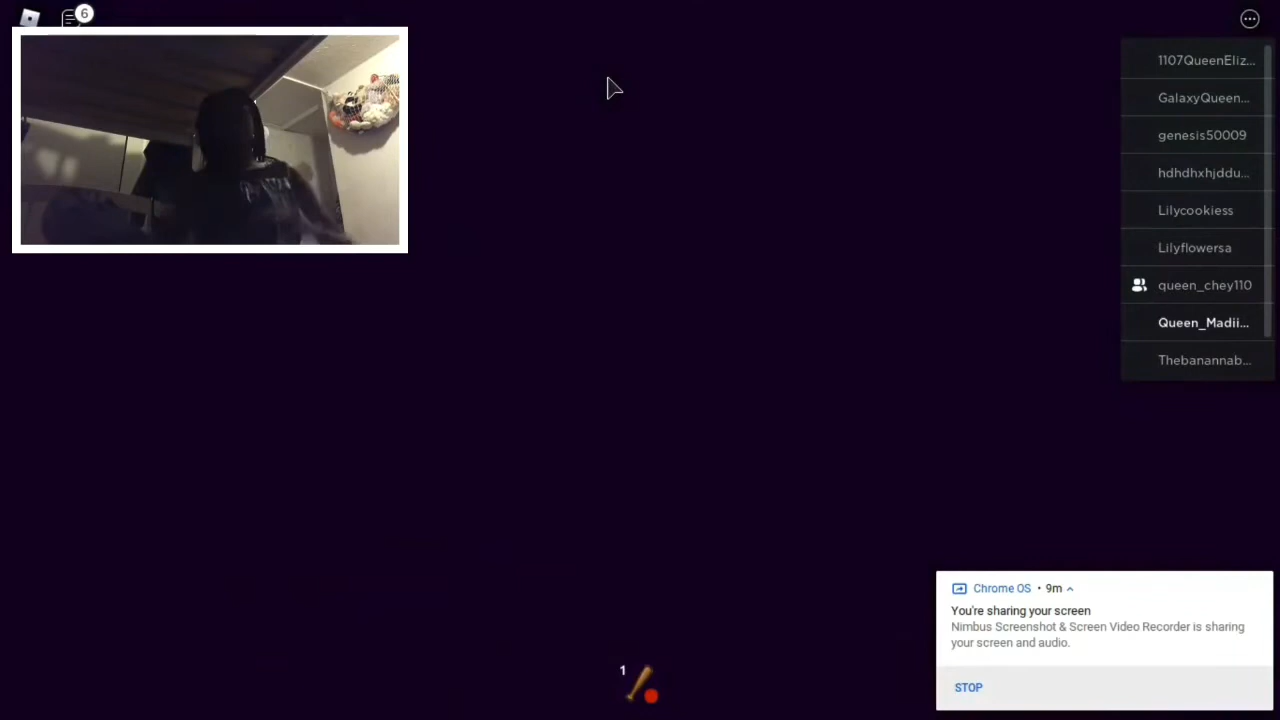 6
1107QueenEliz...
GalaxyQueen...
genesis50009
hdhdhxhjddu...
Lilycookiess
Lilyflowersa
queen_chey110
Queen_Madii...
Thebanannab...
Chrome OS • 9m
You're sharing your screen
Nimbus Screenshot & Screen Video Recorder is sharing
your screen and audio.
STOP
1